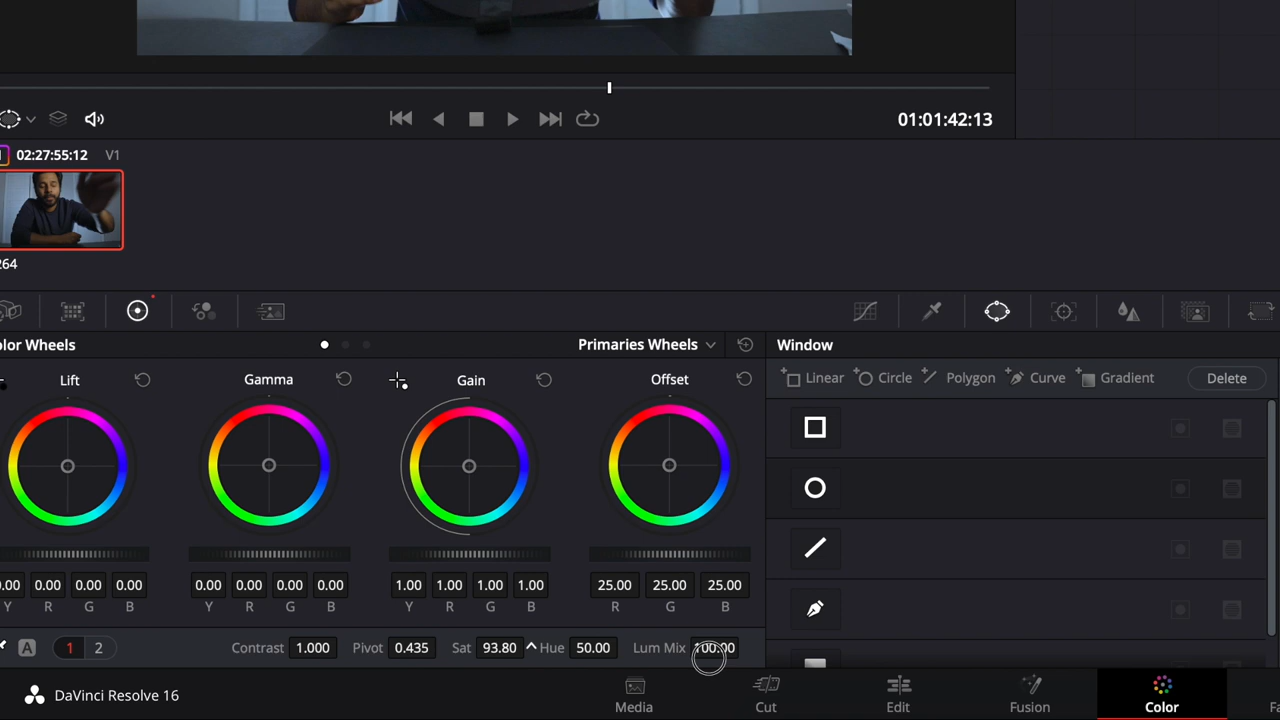 01:01:42:13
02:27:55:12 V1
264
olor Wheels
Primaries Wheels
Window
Lift
Gamma
Gain
Offset
Linear Circle Polygon Curve Gradient Delete
0.00 0.00 0.00 0.00
0.00 0.00 0.00 0.00
1.00 1.00 1.00 1.00
25.00 25.00 25.00
Y R G B
Y R G B
Y R G B
R G B
A 1 2 Contrast 1.000 Pivot 0.435 Sat 93.80 Hue 50.00 Lum Mix 100.00
DaVinci Resolve 16
Media Cut Edit Fusion Color Fa